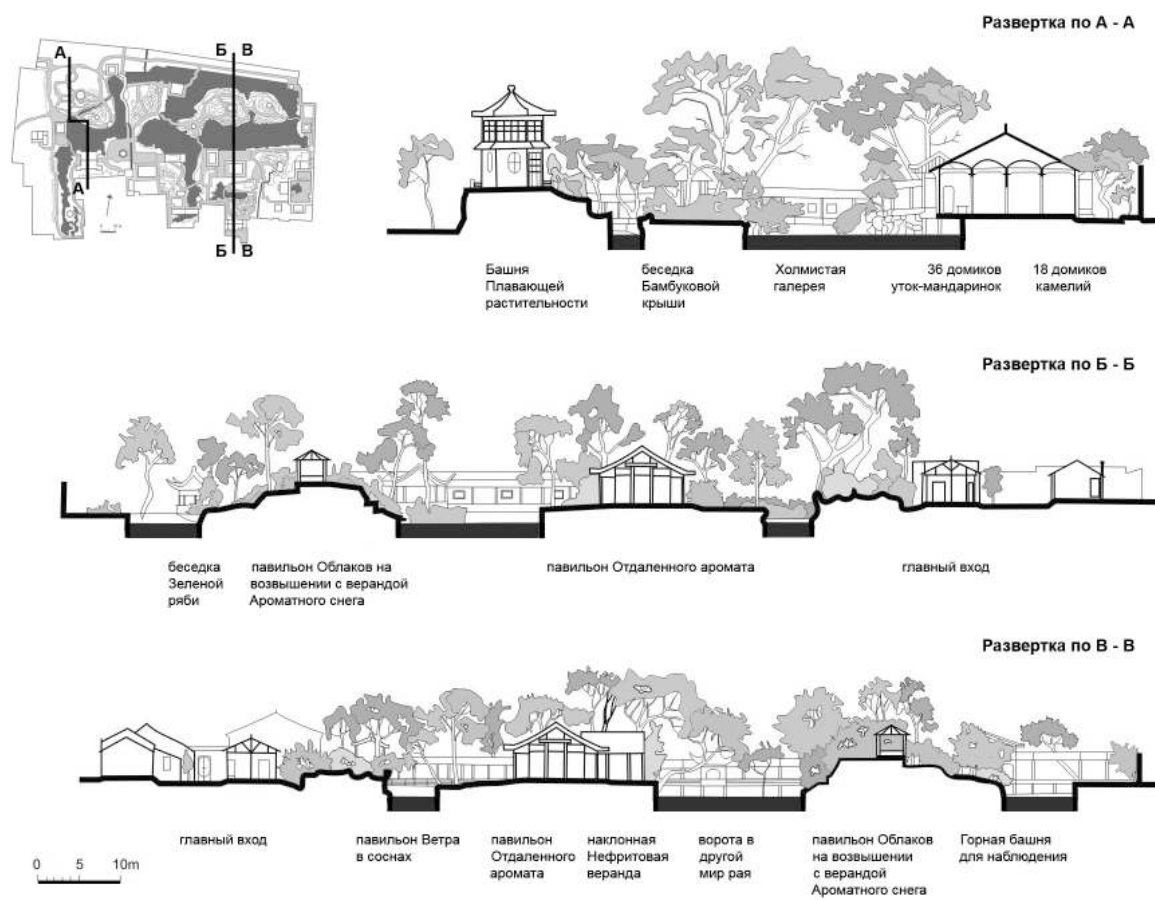 Развертка по А - А
А
Б
В
А
Б
В
Башня
Плавающей
растительности
беседка
Бамбуковой
крыши
Холмистая
галерея
36 домиков
уток-мандаринок
18 домиков
камелий
Развертка по Б - Б
беседка
Зеленой
ряби
павильон Облаков на
возвышении с верандой
Ароматного снега
павильон Отдаленного аромата
главный вход
Развертка по В - В
главный вход
павильон Ветра
в соснах
павильон
Отдаленного
аромата
наклонная
Нефритовая
веранда
ворота в
другой
мир рая
павильон Облаков
на возвышении
с верандой
Ароматного снега
Горная башня
для наблюдения
0 5 10m